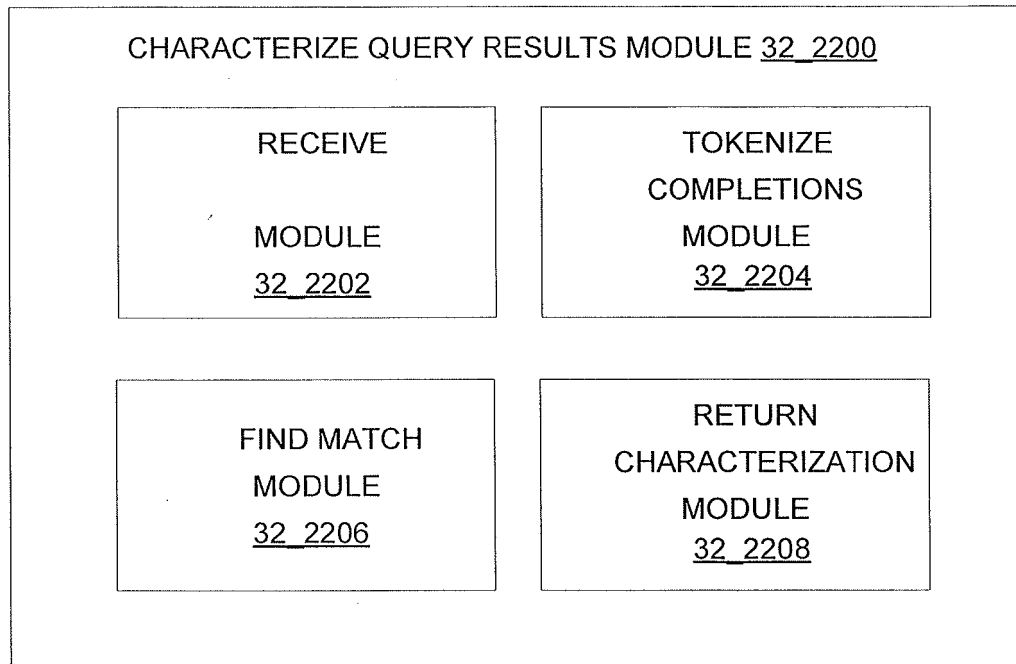 CHARACTERIZE QUERY RESULTS MODULE 32_2200
RECEIVE
MODULE
32_2202
TOKENIZE
COMPLETIONS
MODULE
32_2204
FIND MATCH
MODULE
32_2206
RETURN
CHARACTERIZATION
MODULE
32_2208